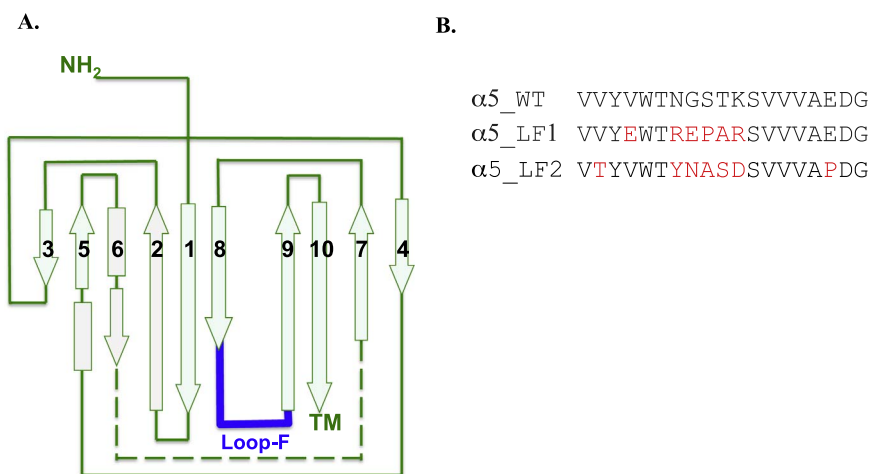 A.
B.
NH₂
3 5 6 2 1 8 9 10 7 4
Loop-F
TM
α5_WT VVYVWTNGSTKSVVVAEDG
α5_LF1 VVYEWTREPARSVVVAEDG
α5_LF2 VTYVWTYNASDSVVVAPDG